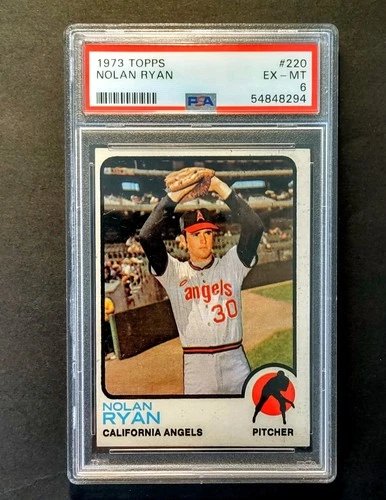 1973 TOPPS #220
NOLAN RYAN EX-MT
6
PSA 54848294
A
angels
30
NOLAN
RYAN
CALIFORNIA ANGELS PITCHER